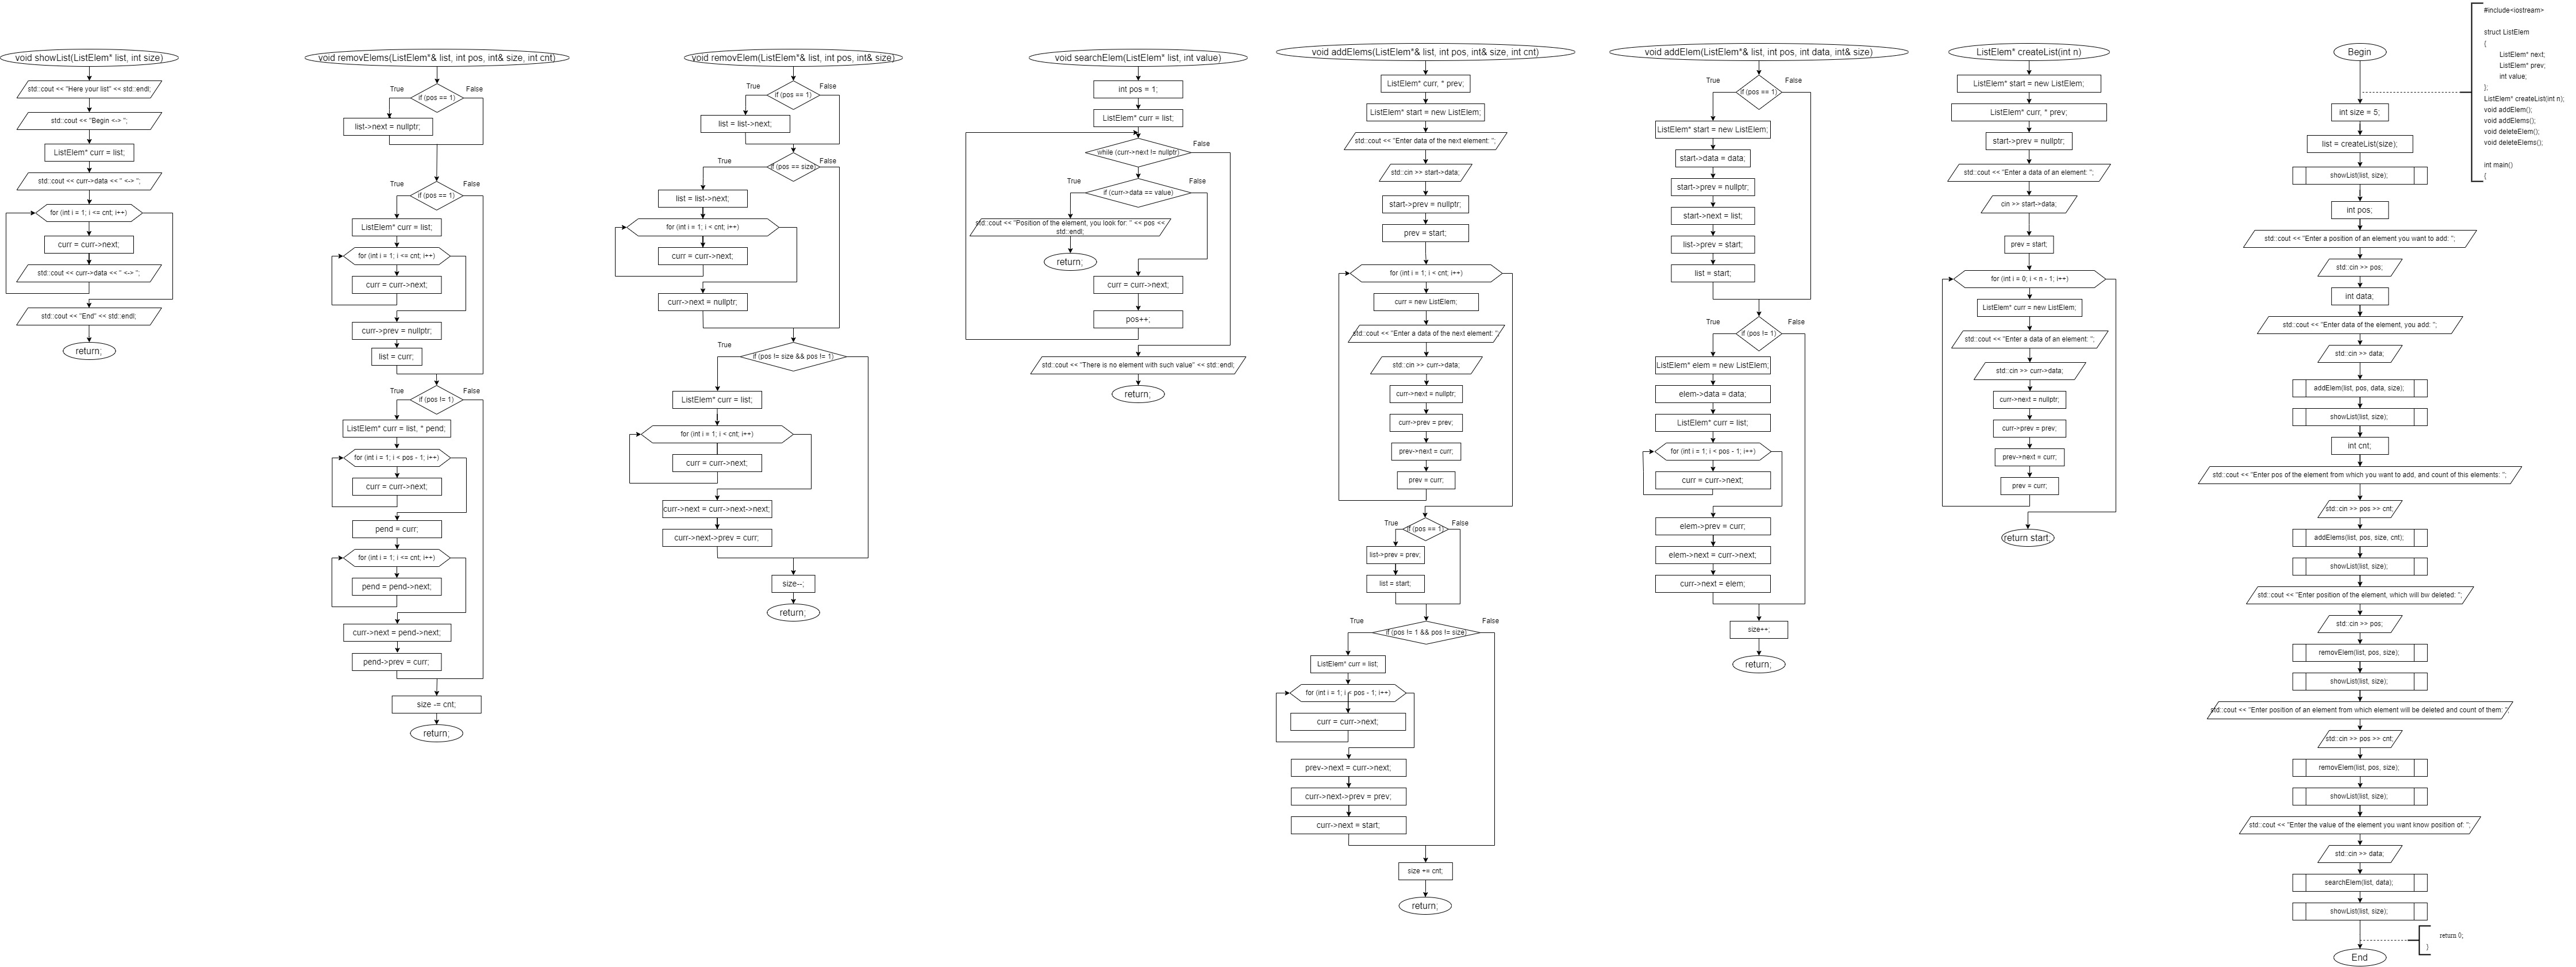 void showList(ListElem* list, int size)
std::cout << "Here your list" << std::endl;
std::cout << "Begin <-> ";
ListElem* curr = list;
std::cout << curr->data << " <-> ";
for (int i = 1; i <= cnt; i++)
curr = curr->next;
std::cout << curr->data << " <-> ";
std::cout << "End" << std::endl;
return;
void removElems(ListElem*& list, int pos, int& size, int cnt)
True
if (pos == 1)
False
list->next = nullptr;
True
if (pos == 1)
False
ListElem* curr = list;
for (int i = 1; i <= cnt; i++)
curr = curr->next;
curr->prev = nullptr;
list = curr;
True
if (pos != 1)
False
ListElem* curr = list, * pend;
for (int i = 1; i < pos - 1; i++)
curr = curr->next;
pend = curr;
for (int i = 1; i <= cnt; i++)
pend = pend->next;
curr->next = pend->next;
pend->prev = curr;
size -= cnt;
return;
void removElem(ListElem*& list, int pos, int& size)
True
if (pos == 1)
False
list = list->next;
True
if (pos == size)
False
list = list->next;
for (int i = 1; i < cnt; i++)
curr = curr->next;
curr->next = nullptr;
True
if (pos != size && pos != 1)
ListElem* curr = list;
for (int i = 1; i < cnt; i++)
curr = curr->next;
curr->next = curr->next->next;
curr->next->prev = curr;
size--;
return;
void searchElem(ListElem* list, int value)
int pos = 1;
ListElem* curr = list;
while (curr->next != nullptr)
False
True
if (curr->data == value)
False
std::cout << "Position of the element, you look for: " << pos <<
std::endl;
return;
curr = curr->next;
pos++;
std::cout << "There is no element with such value" << std::endl;
return;
void addElems(ListElem*& list, int pos, int& size, int cnt)
ListElem* curr, * prev;
ListElem* start = new ListElem;
std::cout << "Enter data of the next element: ";
std::cin >> start->data;
start->prev = nullptr;
prev = start;
for (int i = 1; i < cnt; i++)
curr = new ListElem;
std::cout << "Enter a data of the next element: ";
std::cin >> curr->data;
curr->next = nullptr;
curr->prev = prev;
prev->next = curr;
prev = curr;
True
if (pos == 1)
False
list->prev = prev;
list = start;
True
if (pos != 1 && pos != size)
False
ListElem* curr = list;
for (int i = 1; i < pos - 1; i++)
curr = curr->next;
prev->next = curr->next;
curr->next->prev = prev;
curr->next = start;
size += cnt;
return;
void addElem(ListElem*& list, int pos, int data, int& size)
True
if (pos == 1)
False
ListElem* start = new ListElem;
start->data = data;
start->prev = nullptr;
start->next = list;
list->prev = start;
list = start;
True
if (pos != 1)
False
ListElem* elem = new ListElem;
elem->data = data;
ListElem* curr = list;
for (int i = 1; i < pos - 1; i++)
curr = curr->next;
elem->prev = curr;
elem->next = curr->next;
curr->next = elem;
size++;
return;
ListElem* createList(int n)
ListElem* start = new ListElem;
ListElem* curr, * prev;
start->prev = nullptr;
std::cout << "Enter a data of an element: ";
cin >> start->data;
prev = start;
for (int i = 0; i < n - 1; i++)
ListElem* curr = new ListElem;
std::cout << "Enter a data of an element: ";
std::cin >> curr->data;
curr->next = nullptr;
curr->prev = prev;
prev->next = curr;
prev = curr;
return start;
Begin
#include<iostream>
struct ListElem
{
ListElem* next;
ListElem* prev;
int value;
};
ListElem* createList(int n);
void addElem();
void addElems();
void deleteElem();
void deleteElems();
int main()
{
int size = 5;
list = createList(size);
showList(list, size);
int pos;
std::cout << "Enter a position of an element you want to add: ";
std::cin >> pos;
int data;
std::cout << "Enter data of the element, you add: ";
std::cin >> data;
addElem(list, pos, data, size);
showList(list, size);
int cnt;
std::cout << "Enter pos of the element from which you want to add, and count of this elements: ";
std::cin >> pos >> cnt;
addElems(list, pos, size, cnt);
showList(list, size);
std::cout << "Enter position of the element, which will bw deleted: ";
std::cin >> pos;
removElem(list, pos, size);
showList(list, size);
std::cout << "Enter position of an element from which element will be deleted and count of them: ";
std::cin >> pos >> cnt;
removElem(list, pos, size);
showList(list, size);
std::cout << "Enter the value of the element you want know position of: ";
std::cin >> data;
searchElem(list, data);
showList(list, size);
return 0;
}
End